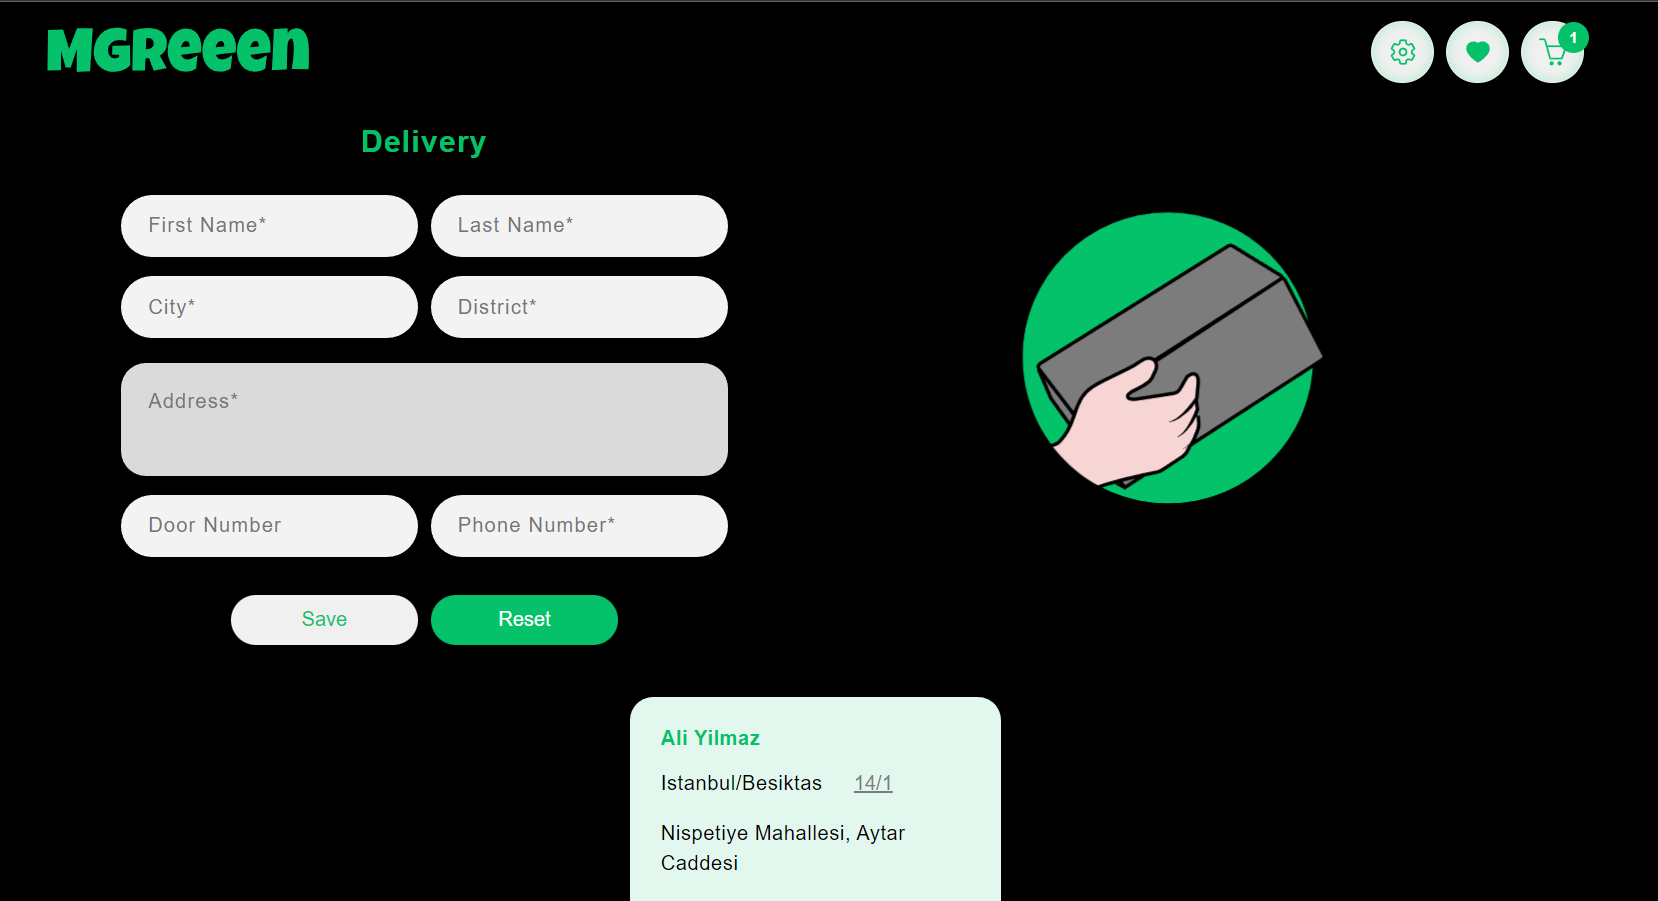 MGReeen
1
Delivery
First Name*
Last Name*
City*
District*
Address*
Door Number
Phone Number*
Save
Reset
Ali Yilmaz
Istanbul/Besiktas 14/1
Nispetiye Mahallesi, Aytar
Caddesi